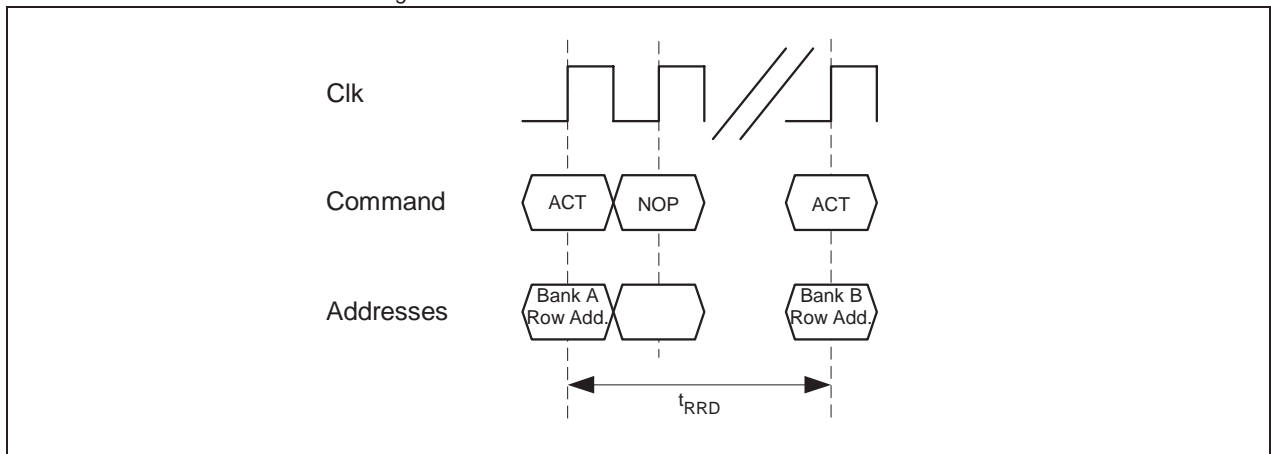 Clk
Command
ACT
NOP
ACT
Addresses
Bank A
Row Add.
Bank B
Row Add.
tRRD